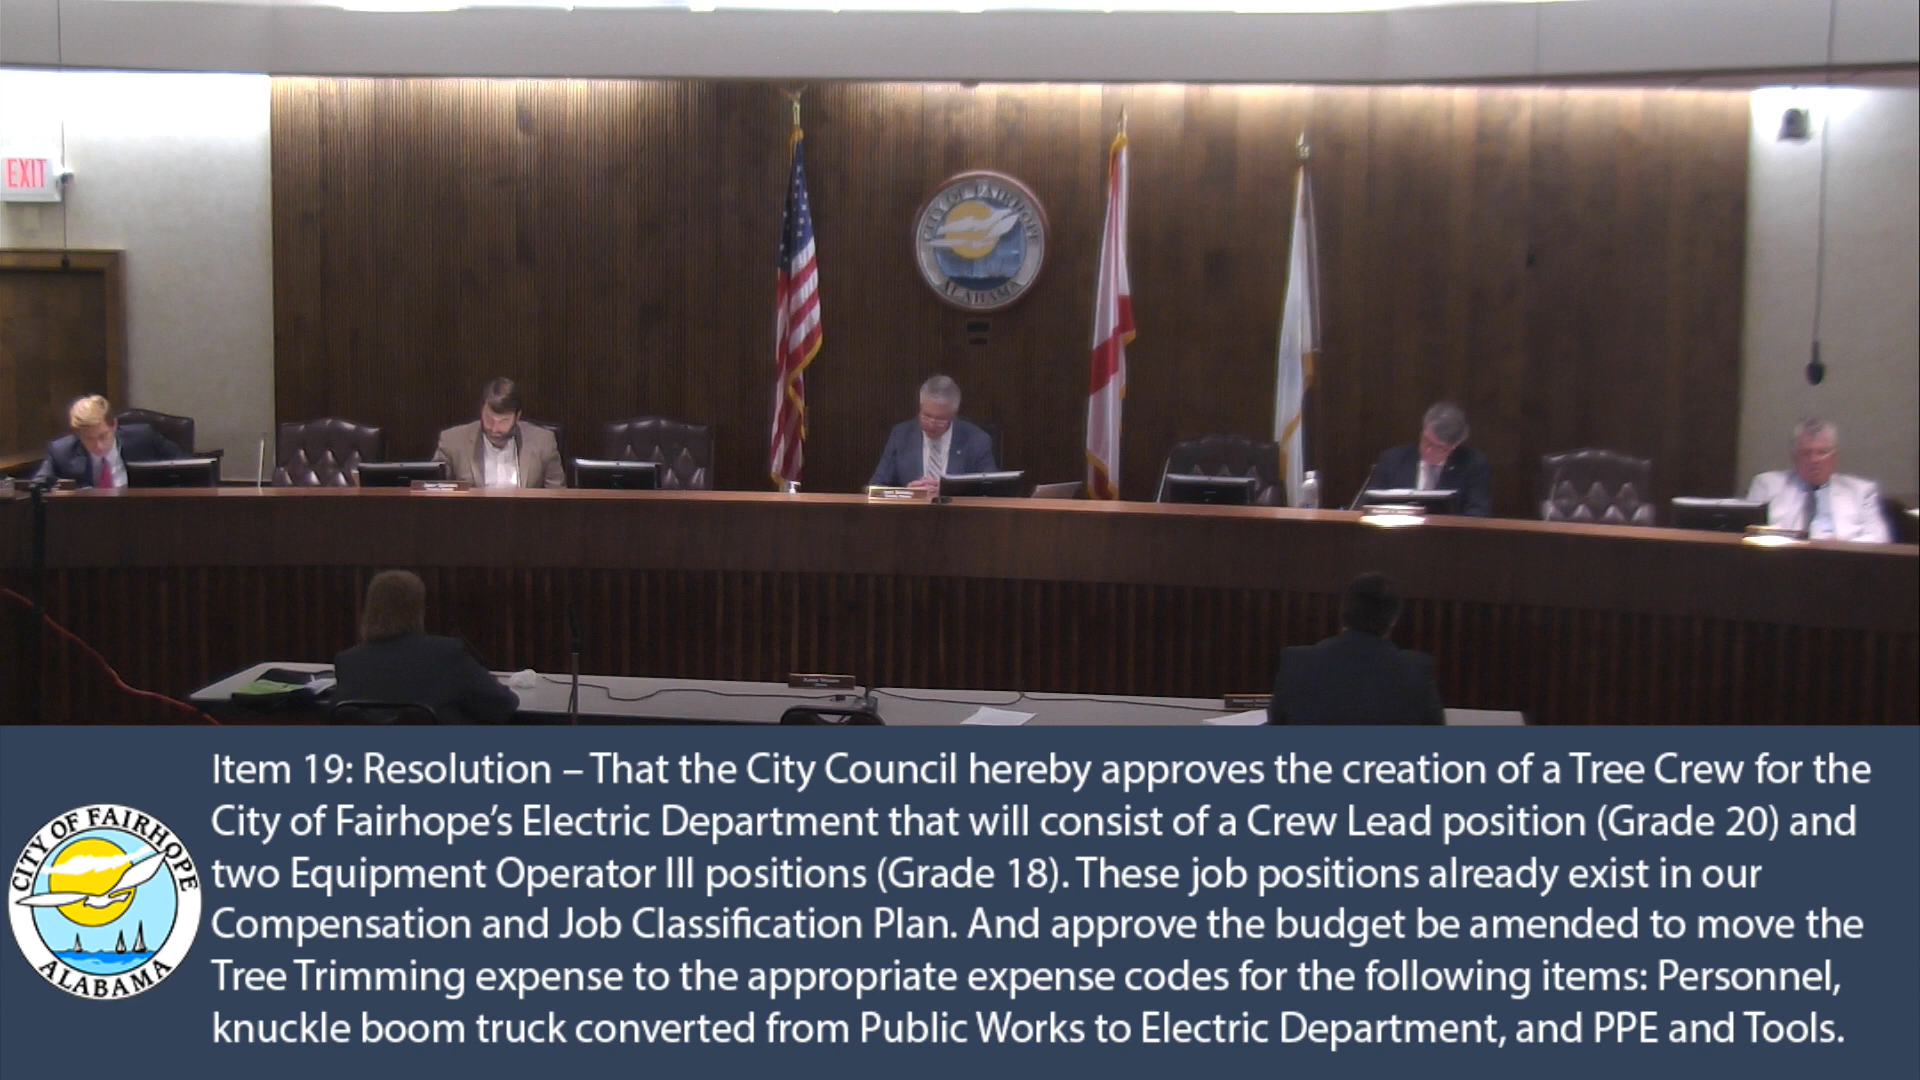 EXIT
CITY OF FAIRHOPE
ALABAMA
Item 19: Resolution – That the City Council hereby approves the creation of a Tree Crew for the
City of Fairhope’s Electric Department that will consist of a Crew Lead position (Grade 20) and
two Equipment Operator III positions (Grade 18). These job positions already exist in our
Compensation and Job Classification Plan. And approve the budget be amended to move the
Tree Trimming expense to the appropriate expense codes for the following items: Personnel,
knuckle boom truck converted from Public Works to Electric Department, and PPE and Tools.
CITY OF FAIRHOPE
ALABAMA